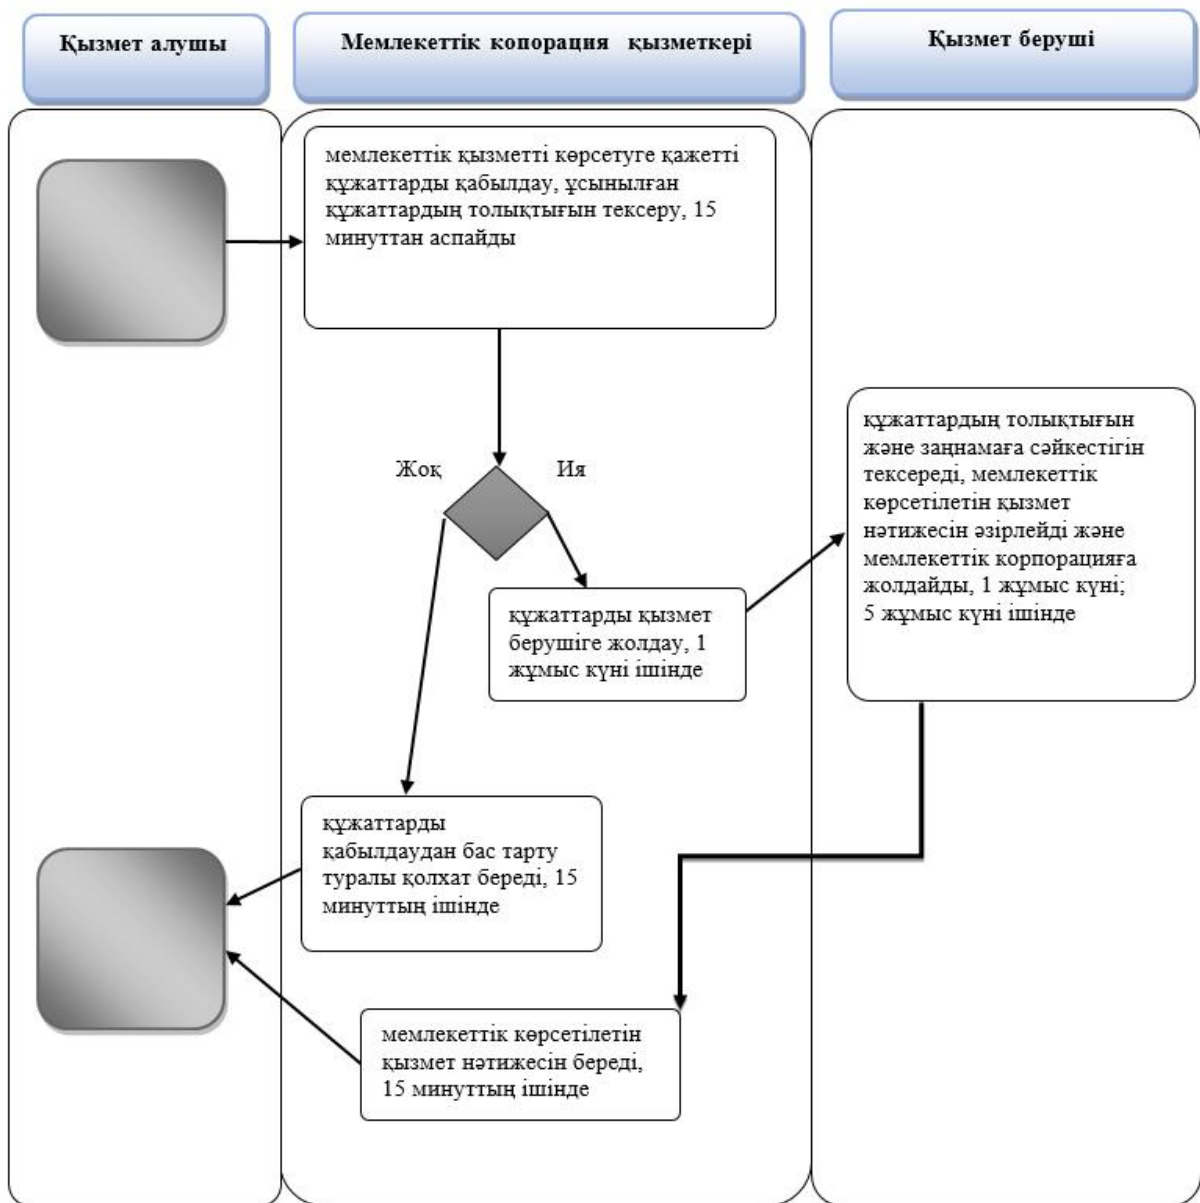 Қызмет алушы
Мемлекеттік копорация қызметкері
Қызмет беруші
мемлекеттік қызметті көрсетуге қажетті
құжаттарды қабылдау, ұсынылған
құжаттардың толықтығын тексеру, 15
минуттан аспайды
Жоқ
Ия
құжаттардың толықтығын
және заңнамаға сәйкестігін
тексереді, мемлекеттік
көрсетілетін қызмет
нәтижесін әзірлейді және
мемлекеттік корпорацияға
жолдайды, 1 жұмыс күні;
5 жұмыс күні ішінде
құжаттарды қызмет
берушіге жолдау, 1
жұмыс күні ішінде
құжаттарды
қабылдаудан бас тарту
туралы қолхат береді, 15
минуттың ішінде
мемлекеттік көрсетілетін
қызмет нәтижесін береді,
15 минуттың ішінде